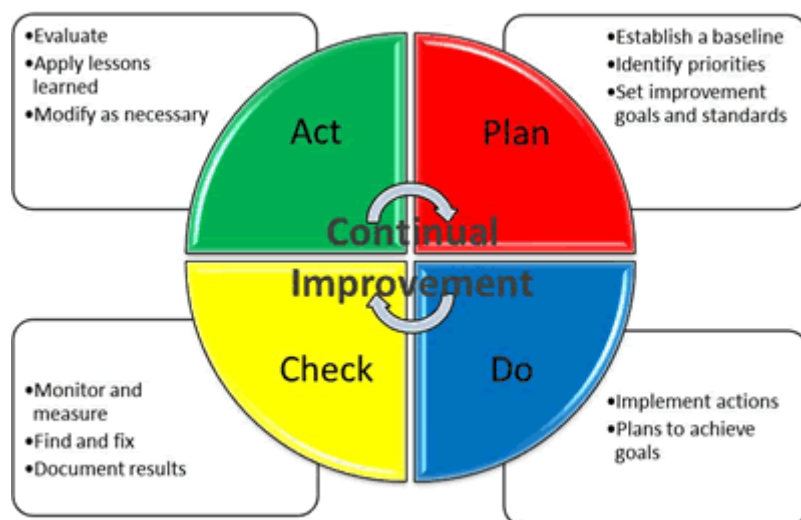 •Evaluate
•Apply lessons
learned
•Modify as necessary
•Establish a baseline
•Identify priorities
•Set improvement
goals and standards
Act
Plan
Continual
Improvement
Check
Do
•Monitor and
measure
•Find and fix
•Document results
•Implement actions
•Plans to achieve
goals